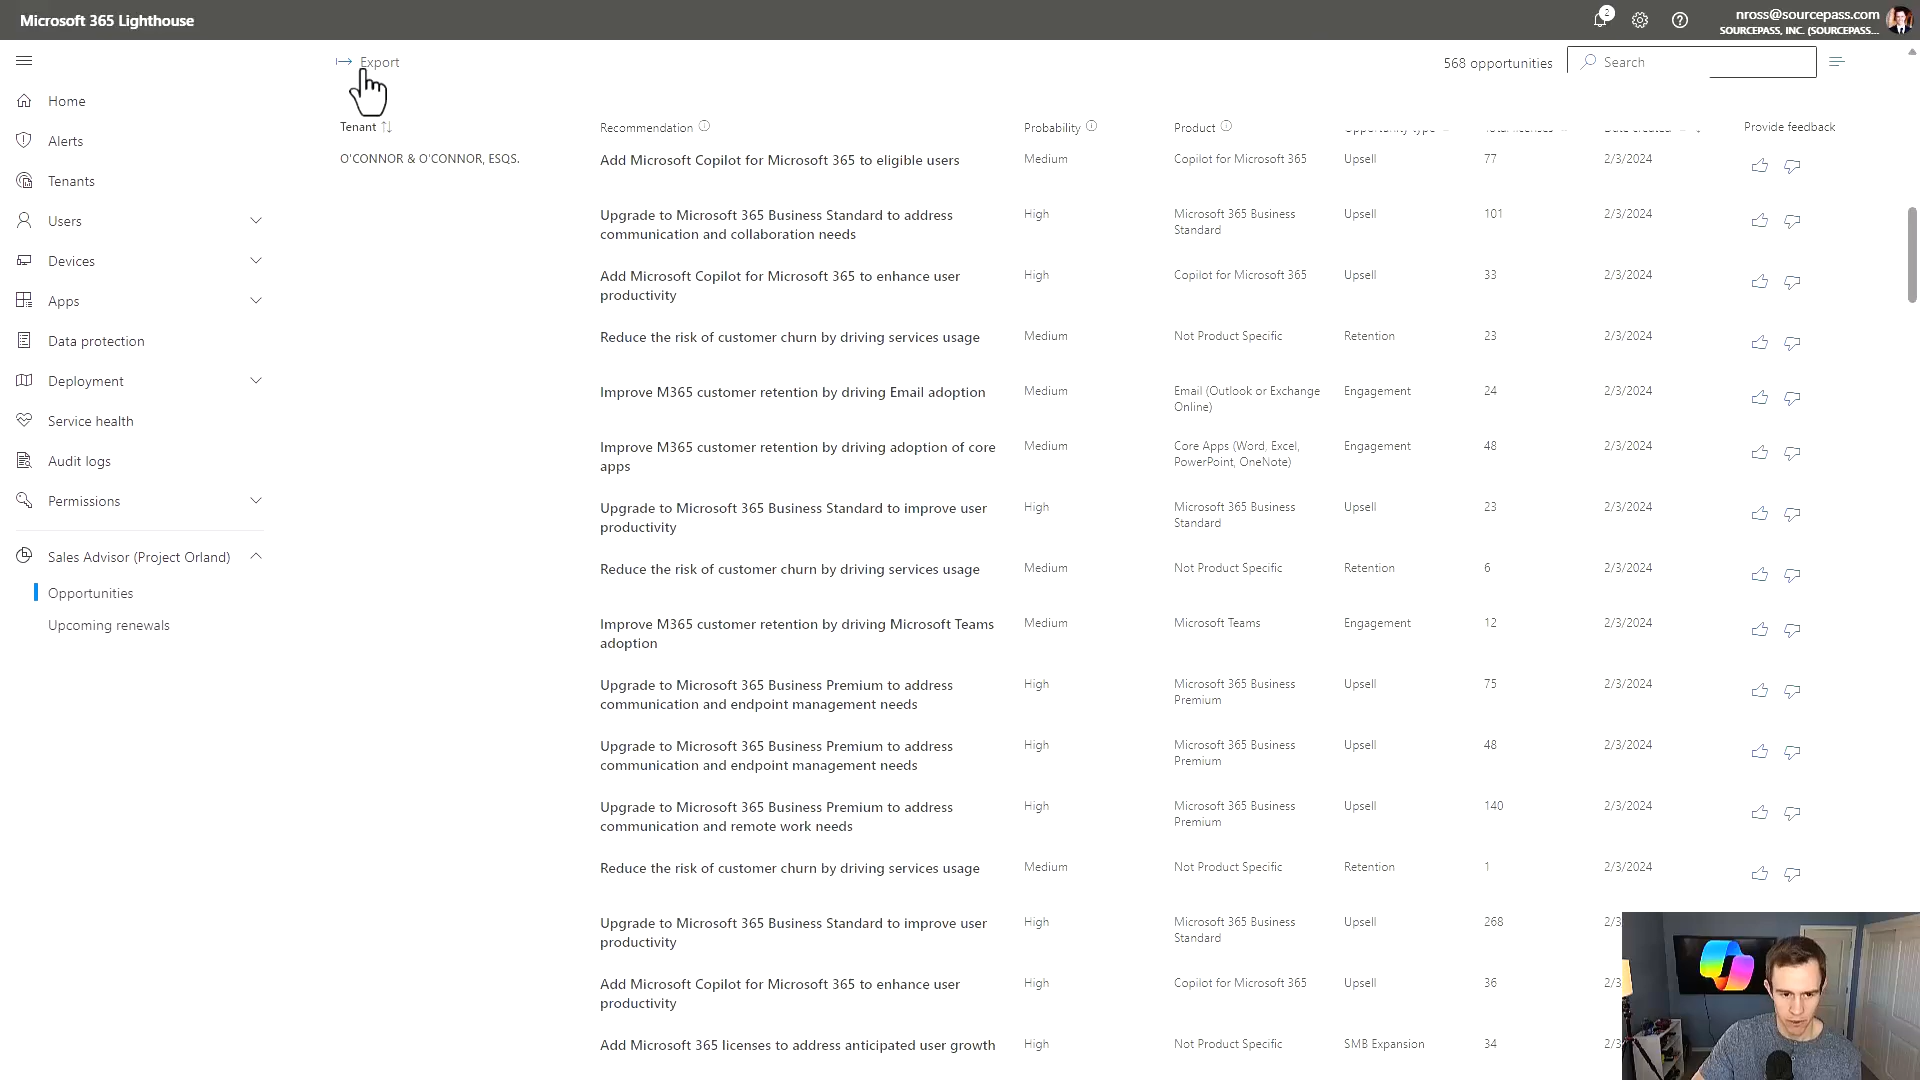 Microsoft 365 Lighthouse
2
nross@sourcepass.com
SOURCEPASS, INC. (SOURCEPASS...
Export
568 opportunities
Search
Home
Alerts
Tenants
Users
Devices
Apps
Data protection
Deployment
Service health
Audit logs
Permissions
Sales Advisor (Project Orland)
Opportunities
Upcoming renewals
Tenant
Recommendation
Probability
Product
Opportunity type
Total licenses
Date created
Provide feedback
O'CONNOR & O'CONNOR, ESQS.
Add Microsoft Copilot for Microsoft 365 to eligible users
Medium
Copilot for Microsoft 365
Upsell
77
2/3/2024
Upgrade to Microsoft 365 Business Standard to address
communication and collaboration needs
High
Microsoft 365 Business
Standard
Upsell
101
2/3/2024
Add Microsoft Copilot for Microsoft 365 to enhance user
productivity
High
Copilot for Microsoft 365
Upsell
33
2/3/2024
Reduce the risk of customer churn by driving services usage
Medium
Not Product Specific
Retention
23
2/3/2024
Improve M365 customer retention by driving Email adoption
Medium
Email (Outlook or Exchange
Online)
Engagement
24
2/3/2024
Improve M365 customer retention by driving adoption of core
apps
Medium
Core Apps (Word, Excel,
PowerPoint, OneNote)
Engagement
48
2/3/2024
Upgrade to Microsoft 365 Business Standard to improve user
productivity
High
Microsoft 365 Business
Standard
Upsell
23
2/3/2024
Reduce the risk of customer churn by driving services usage
Medium
Not Product Specific
Retention
6
2/3/2024
Improve M365 customer retention by driving Microsoft Teams
adoption
Medium
Microsoft Teams
Engagement
12
2/3/2024
Upgrade to Microsoft 365 Business Premium to address
communication and endpoint management needs
High
Microsoft 365 Business
Premium
Upsell
75
2/3/2024
Upgrade to Microsoft 365 Business Premium to address
communication and endpoint management needs
High
Microsoft 365 Business
Premium
Upsell
48
2/3/2024
Upgrade to Microsoft 365 Business Premium to address
communication and remote work needs
High
Microsoft 365 Business
Premium
Upsell
140
2/3/2024
Reduce the risk of customer churn by driving services usage
Medium
Not Product Specific
Retention
1
2/3/2024
Upgrade to Microsoft 365 Business Standard to improve user
productivity
High
Microsoft 365 Business
Standard
Upsell
268
2/3
Add Microsoft Copilot for Microsoft 365 to enhance user
productivity
High
Copilot for Microsoft 365
Upsell
36
2/3
Add Microsoft 365 licenses to address anticipated user growth
High
Not Product Specific
SMB Expansion
34
2/3